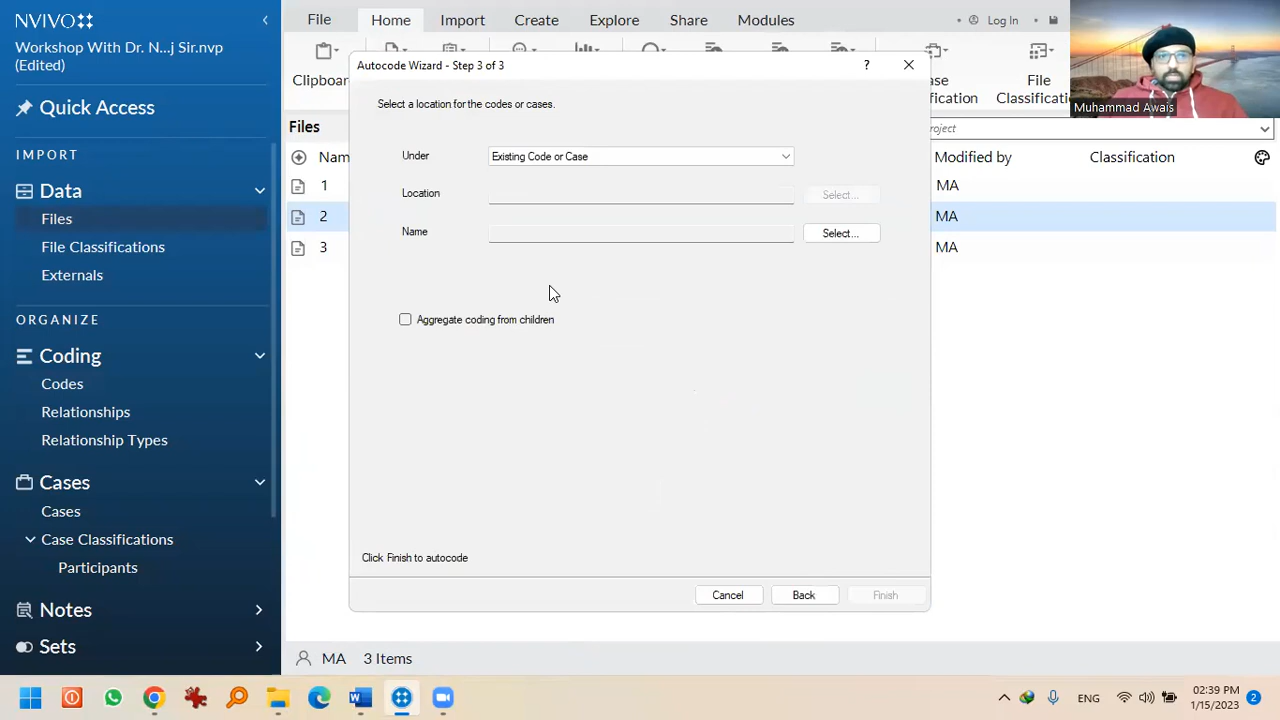 NVIVO
Workshop With Dr. N...j Sir.nvp
(Edited)
Quick Access
IMPORT
Data
Files
File Classifications
Externals
ORGANIZE
Coding
Codes
Relationships
Relationship Types
Cases
Cases
Case Classifications
Participants
Notes
Sets
File
Home
Import
Create
Explore
Share
Modules
Log In
Clipboa
File
Classificati
Files
Nam
Modified by
Classification
1
MA
2
MA
3
MA
Autocode Wizard - Step 3 of 3
?
Select a location for the codes or cases.
Under
Existing Code or Case
Location
Select...
Name
Select...
Aggregate coding from children
Click Finish to autocode
Cancel
Back
Finish
Muhammad Awais
MA
3 Items
ENG
02:39 PM
1/15/2023
2